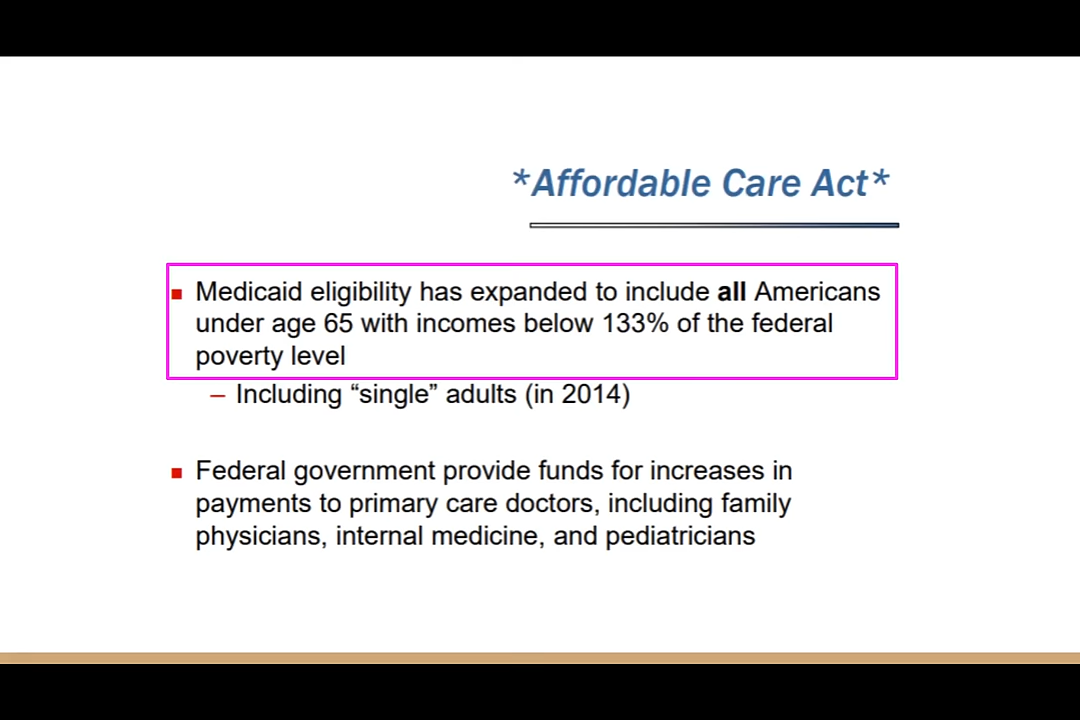 *Affordable Care Act*
Medicaid eligibility has expanded to include all Americans
under age 65 with incomes below 133% of the federal
poverty level
– Including “single” adults (in 2014)
Federal government provide funds for increases in
payments to primary care doctors, including family
physicians, internal medicine, and pediatricians